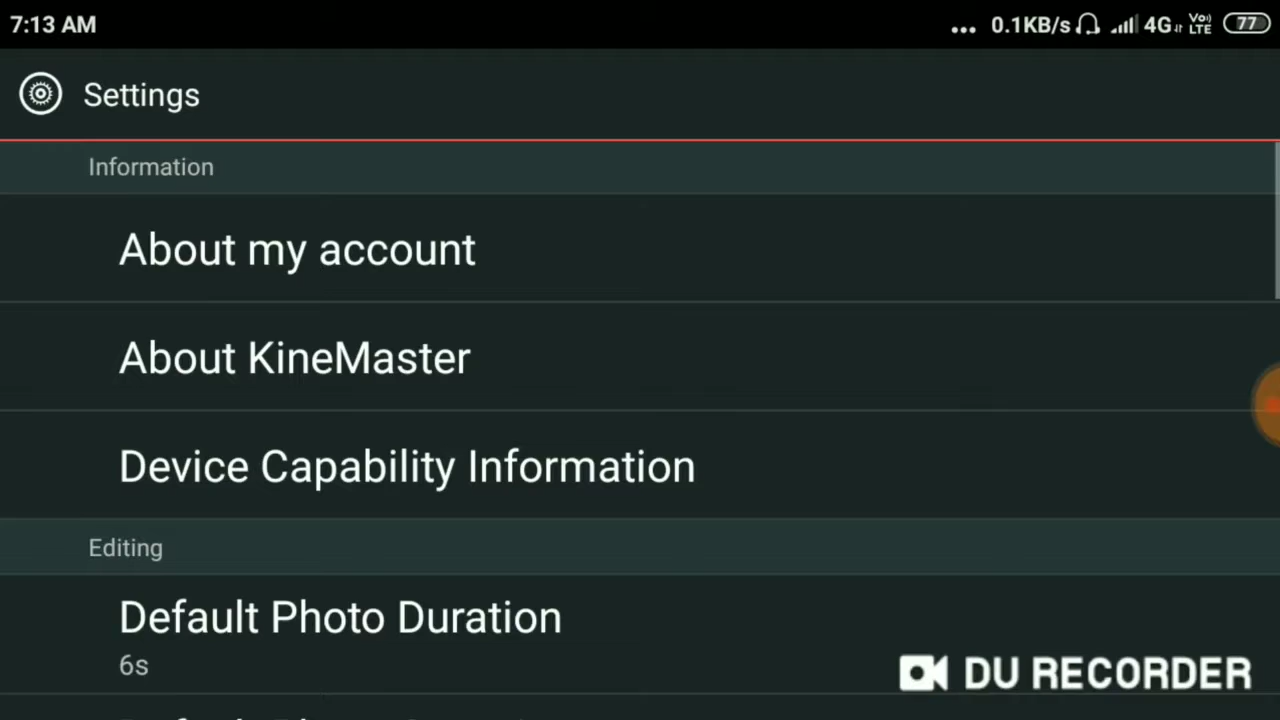 7:13 AM
... 0.1KB/s 4G Vo) LTE 77
Settings
Information
About my account
About KineMaster
Device Capability Information
Editing
Default Photo Duration
6s
DU RECORDER